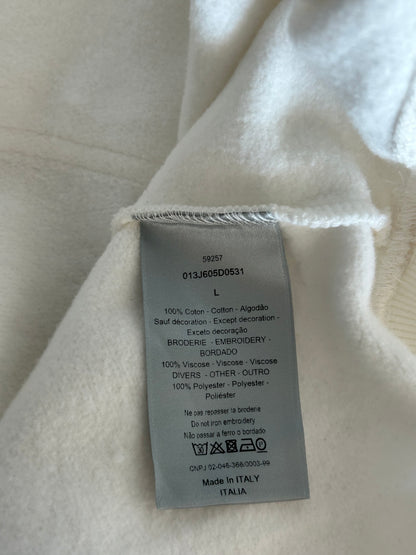 59257
013J605D0531
L
100% Coton - Cotton - Algodão
Sauf décoration - Except decoration -
Exceto decoração
BRODERIE - EMBROIDERY -
BORDADO
100% Viscose - Viscose - Viscose
DIVERS - OTHER - OUTRO
100% Polyester - Polyester -
Poliéster
Ne pas repasser la broderie
Do not iron embroidery
Não passar a ferro o bordado
CNPJ 02-046-366/0003-99
Made In ITALY
ITALIA